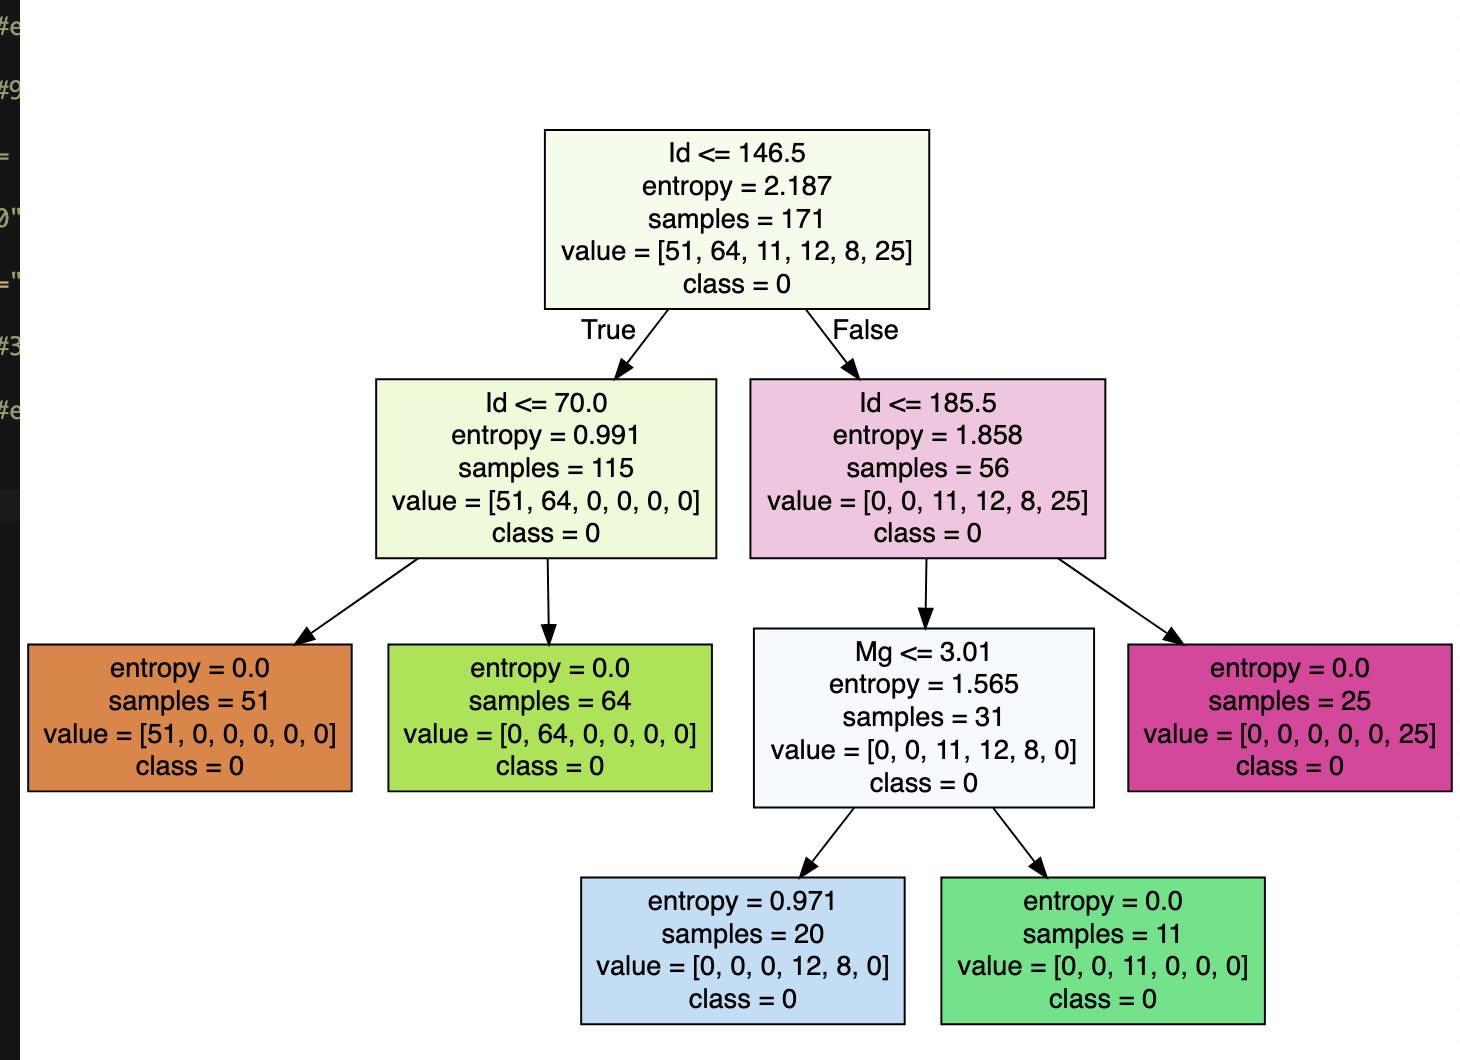 #e
#9
=
0"
="
#3
#e
Id <= 146.5
entropy = 2.187
samples = 171
value = [51, 64, 11, 12, 8, 25]
class = 0
True
False
Id <= 70.0
entropy = 0.991
samples = 115
value = [51, 64, 0, 0, 0, 0]
class = 0
Id <= 185.5
entropy = 1.858
samples = 56
value = [0, 0, 11, 12, 8, 25]
class = 0
entropy = 0.0
samples = 51
value = [51, 0, 0, 0, 0, 0]
class = 0
entropy = 0.0
samples = 64
value = [0, 64, 0, 0, 0, 0]
class = 0
Mg <= 3.01
entropy = 1.565
samples = 31
value = [0, 0, 11, 12, 8, 0]
class = 0
entropy = 0.0
samples = 25
value = [0, 0, 0, 0, 0, 25]
class = 0
entropy = 0.971
samples = 20
value = [0, 0, 0, 12, 8, 0]
class = 0
entropy = 0.0
samples = 11
value = [0, 0, 11, 0, 0, 0]
class = 0